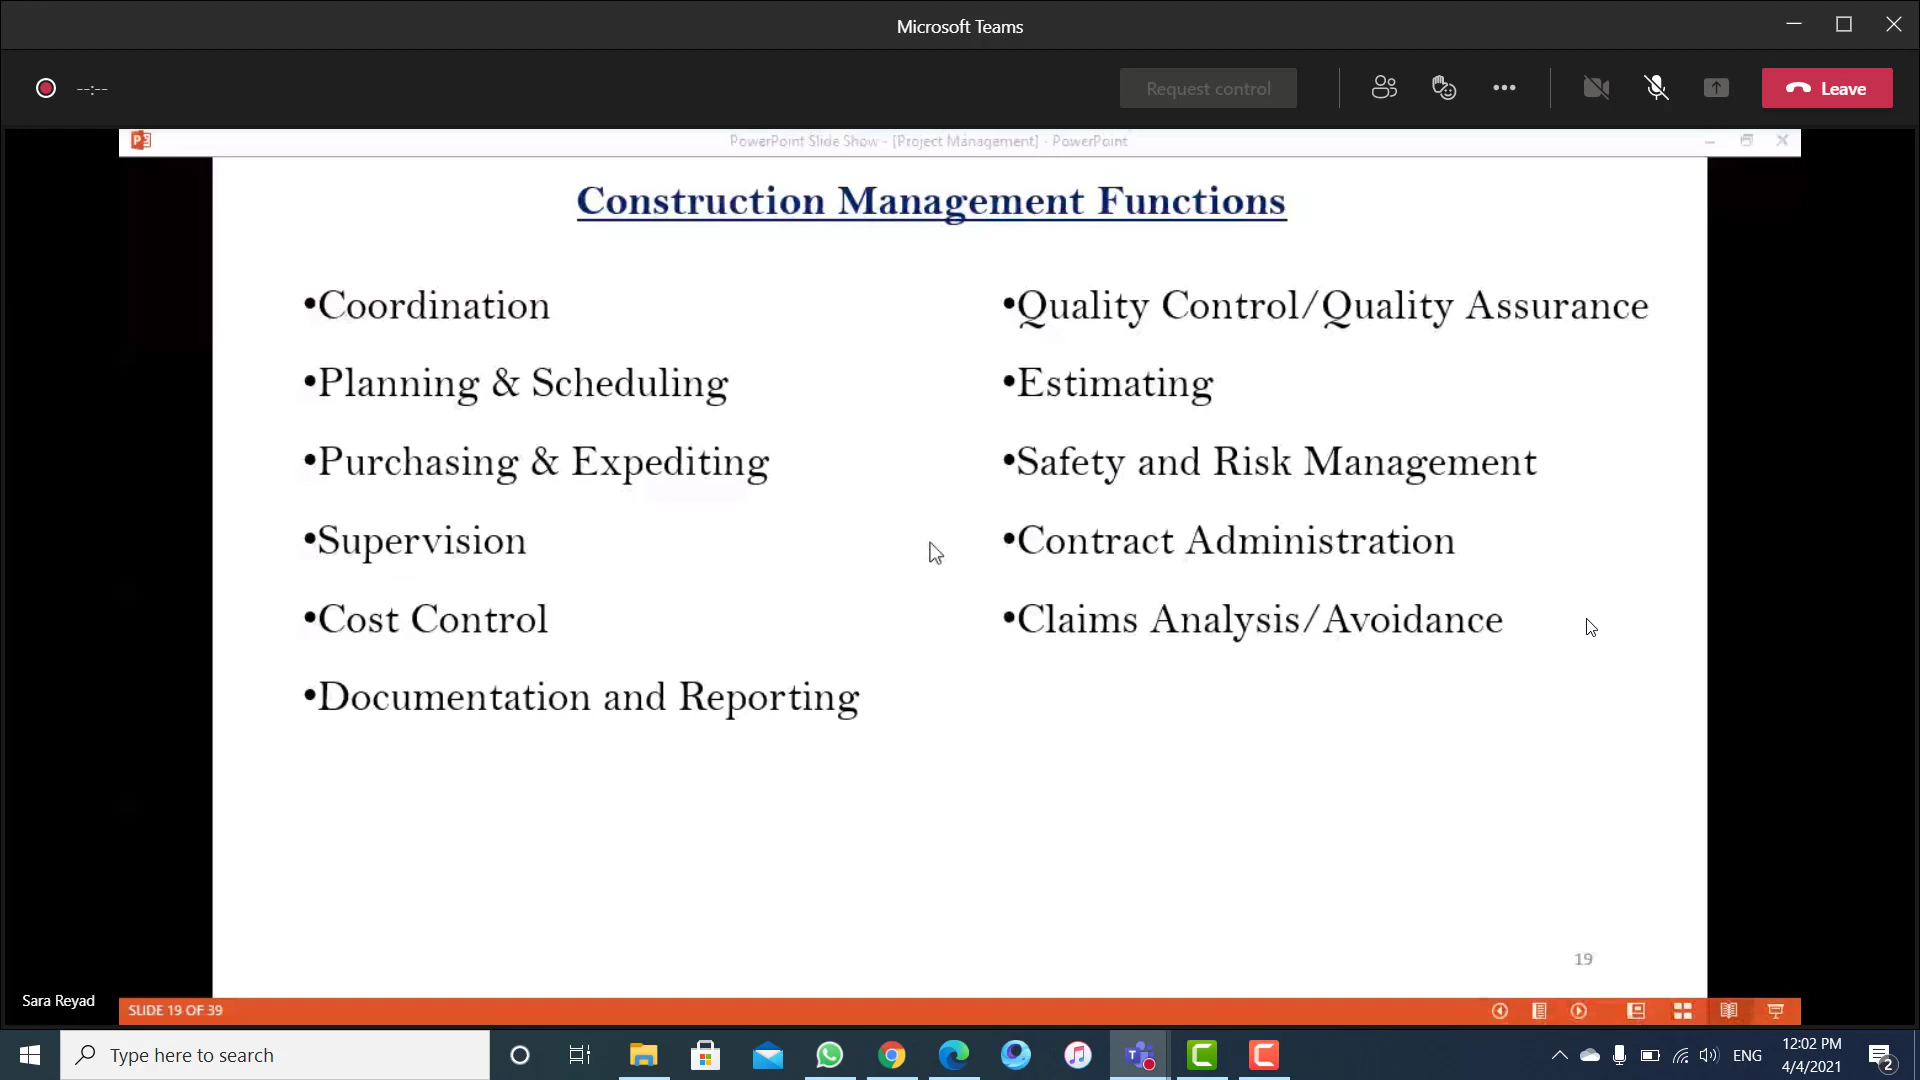 Microsoft Teams
--:--
Request control
Leave
PowerPoint Slide Show - [Project Management] - PowerPoint
Construction Management Functions
•Coordination
•Planning & Scheduling
•Purchasing & Expediting
•Supervision
•Cost Control
•Documentation and Reporting
•Quality Control/Quality Assurance
•Estimating
•Safety and Risk Management
•Contract Administration
•Claims Analysis/Avoidance
19
Sara Reyad
SLIDE 19 OF 39
Type here to search
ENG
12:02 PM
4/4/2021
2